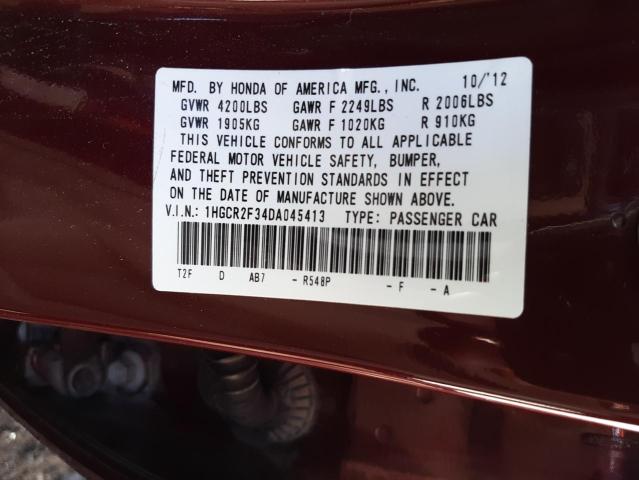 MFD. BY HONDA OF AMERICA MFG., INC. 10/'12
GVWR 4200LBS GAWR F 2249LBS R 2006LBS
GVWR 1905KG GAWR F 1020KG R 910KG
THIS VEHICLE CONFORMS TO ALL APPLICABLE
FEDERAL MOTOR VEHICLE SAFETY, BUMPER,
AND THEFT PREVENTION STANDARDS IN EFFECT
ON THE DATE OF MANUFACTURE SHOWN ABOVE.
V.I.N.: 1HGCR2F34DA045413 TYPE: PASSENGER CAR
T2F D AB7 - R548P - F - A